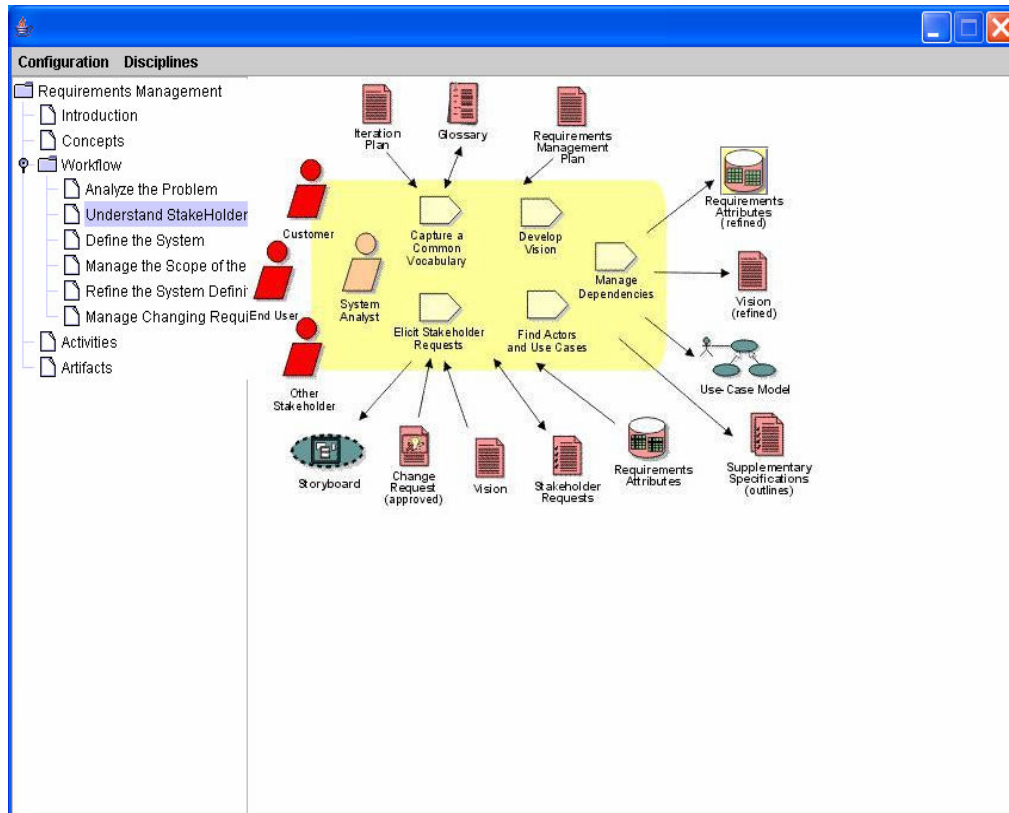 Configuration Disciplines
Requirements Management
Introduction
Concepts
Workflow
Analyze the Problem
Understand StakeHolder
Define the System
Manage the Scope of the
Refine the System Defini
Manage Changing Requi
Activities
Artifacts
Iteration
Plan
Glossary
Requirements
Management
Plan
Requirements
Attributes
(refined)
Customer
Capture a
Common
Vocabulary
Develop
Vision
End User
System
Analyst
Manage
Dependencies
Vision
(refined)
Elicit Stakeholder
Requests
Find Actors
and Use Cases
Other
Stakeholder
Use-Case Model
Storyboard
Change
Request
(approved)
Vision
Stakeholder
Requests
Requirements
Attributes
Supplementary
Specifications
(outlines)